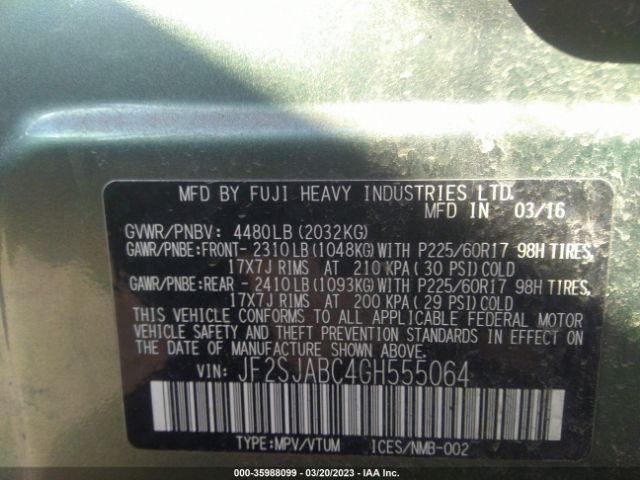 MFD BY FUJI HEAVY INDUSTRIES LTD.
MFD IN 03/16
GVWR/PNBV: 4480LB (2032KG)
GAWR/PNBE:FRONT- 2310LB(1048KG)WITH P225/60R17 98H TIRES,
17X7J RIMS AT 210 KPA( 30 PSI)COLD
GAWR/PNBE:REAR - 2410LB(1093KG)WITH P225/60R17 98H TIRES,
17X7J RIMS AT 200 KPA( 29 PSI)COLD
THIS VEHICLE CONFORMS TO ALL APPLICABLE FEDERAL MOTOR
VEHICLE SAFETY AND THEFT PREVENTION STANDARDS IN EFFECT ON
THE DATE OF MANUFACTURE SHOWN ABOVE.
VIN: JF2SJABC4GH555064
TYPE:MPV/VTUM ICES/NMB-002
000-35988099 — 03/20/2023 — IAA Inc.